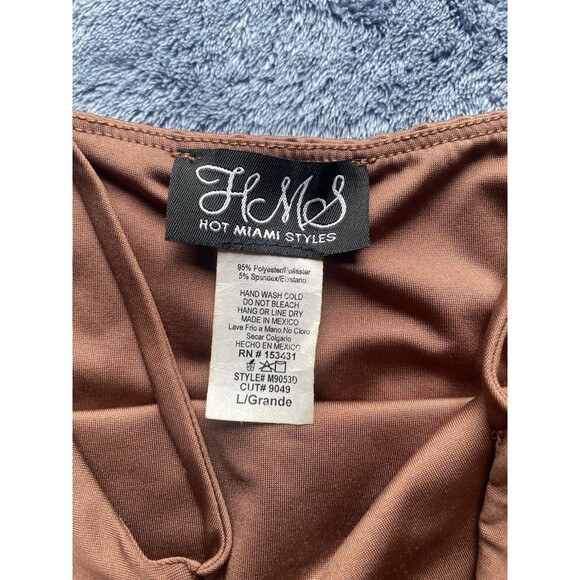 HMS
HOT MIAMI STYLES
95% Polyester/Poliester
5% Spandex/Elastano
HAND WASH COLD
DO NOT BLEACH
HANG OR LINE DRY
MADE IN MEXICO
Lave Frio a Mano,No Cloro
Secar Colgarlo
HECHO EN MEXICO
RN # 153431
STYLE# M9053D
CUT# 9049
L/Grande